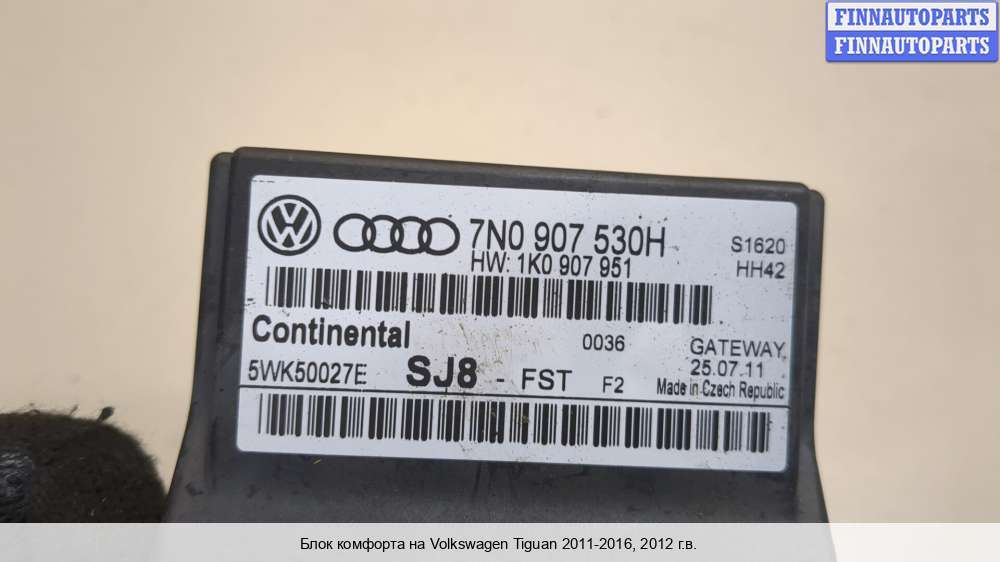 FINNAUTOPARTS
FINNAUTOPARTS
7N0 907 530H
HW: 1K0 907 951
S1620
HH42
Continental
0036
GATEWAY
5WK50027E
SJ8 - FST F2
25.07.11
Made in Czech Republic
Блок комфорта на Volkswagen Tiguan 2011-2016, 2012 г.в.